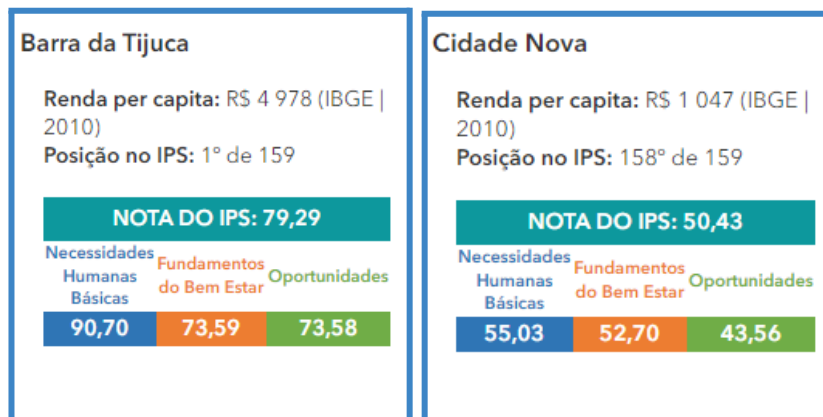 Barra da Tijuca
Renda per capita: R$ 4 978 (IBGE |
2010)
Posição no IPS: 1º de 159
NOTA DO IPS: 79,29
Necessidades
Humanas
Básicas
Fundamentos
do Bem Estar
Oportunidades
90,70 73,59 73,58
Cidade Nova
Renda per capita: R$ 1 047 (IBGE |
2010)
Posição no IPS: 158º de 159
NOTA DO IPS: 50,43
Necessidades
Humanas
Básicas
Fundamentos
do Bem Estar
Oportunidades
55,03 52,70 43,56